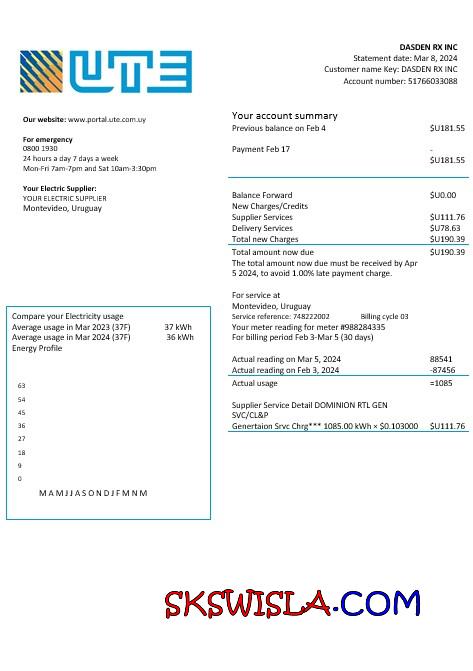 UTE
DASDEN RX INC
Statement date: Mar 8, 2024
Customer name Key: DASDEN RX INC
Account number: 51766033088
Our website: www.portal.ute.com.uy
For emergency
0800 1930
24 hours a day 7 days a week
Mon-Fri 7am-7pm and Sat 10am-3:30pm
Your Electric Supplier:
YOUR ELECTRIC SUPPLIER
Montevideo, Uruguay
Your account summary
Previous balance on Feb 4 $U181.55
Payment Feb 17 -
$U181.55
Balance Forward $U0.00
New Charges/Credits
Supplier Services $U111.76
Delivery Services $U78.63
Total new Charges $U190.39
Total amount now due $U190.39
The total amount now due must be received by Apr
5 2024, to avoid 1.00% late payment charge.
For service at
Montevideo, Uruguay
Service reference: 748222002 Billing cycle 03
Your meter reading for meter #988284335
For billing period Feb 3-Mar 5 (30 days)
Actual reading on Mar 5, 2024 88541
Actual reading on Feb 3, 2024 -87456
Actual usage =1085
Supplier Service Detail DOMINION RTL GEN
SVC/CL&P
Genertaion Srvc Chrg*** 1085.00 kWh × $0.103000 $U111.76
Compare your Electricity usage
Average usage in Mar 2023 (37F) 37 kWh
Average usage in Mar 2024 (37F) 36 kWh
Energy Profile
63
54
45
36
27
18
9
0
M A M J J A S O N D J F M N M
SKSWISLA.COM